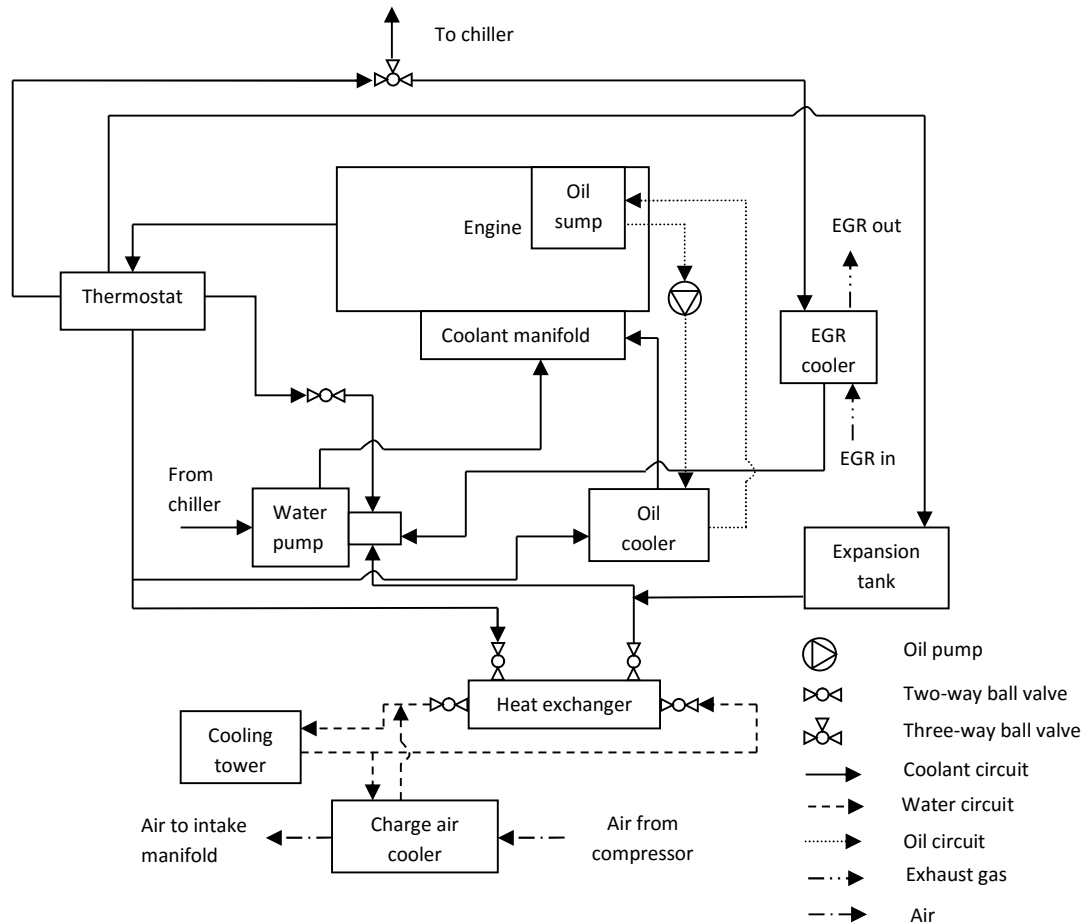 To chiller
Oil
sump
Engine
EGR out
Thermostat
Coolant manifold
EGR
cooler
EGR in
From
chiller
Water
pump
Oil
cooler
Expansion
tank
Oil pump
Heat exchanger
Two-way ball valve
Cooling
tower
Three-way ball valve
Coolant circuit
Water circuit
Air to intake
manifold
Charge air
cooler
Air from
compressor
Oil circuit
Exhaust gas
Air